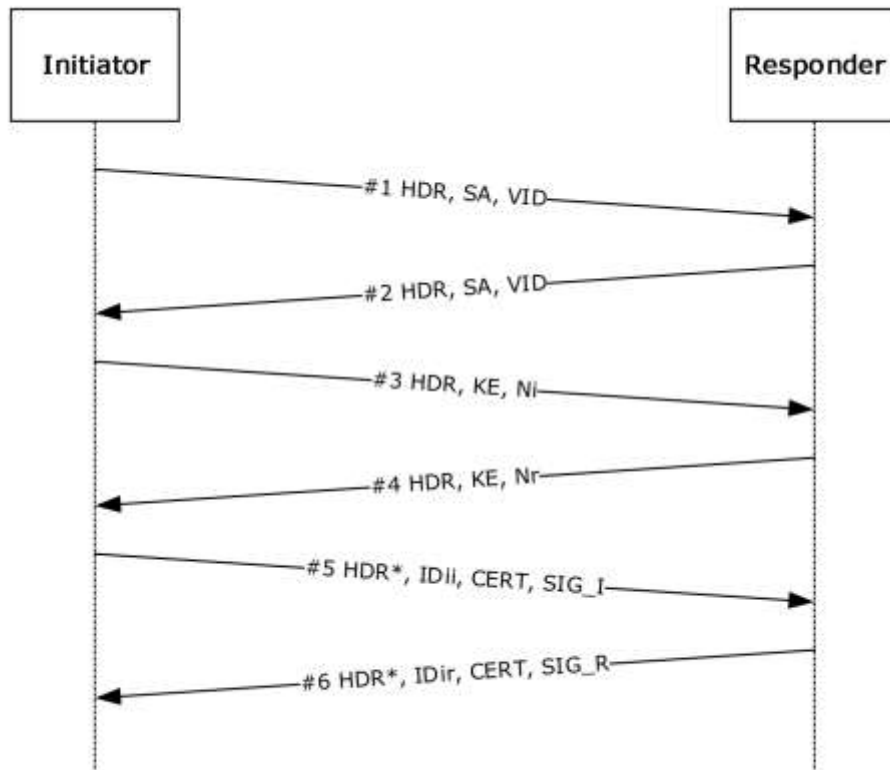 Initiator
Responder
#1 HDR, SA, VID
#2 HDR, SA, VID
#3 HDR, KE, Ni
#4 HDR, KE, Nr
#5 HDR*, IDii, CERT, SIG_I
#6 HDR*, IDir, CERT, SIG_R